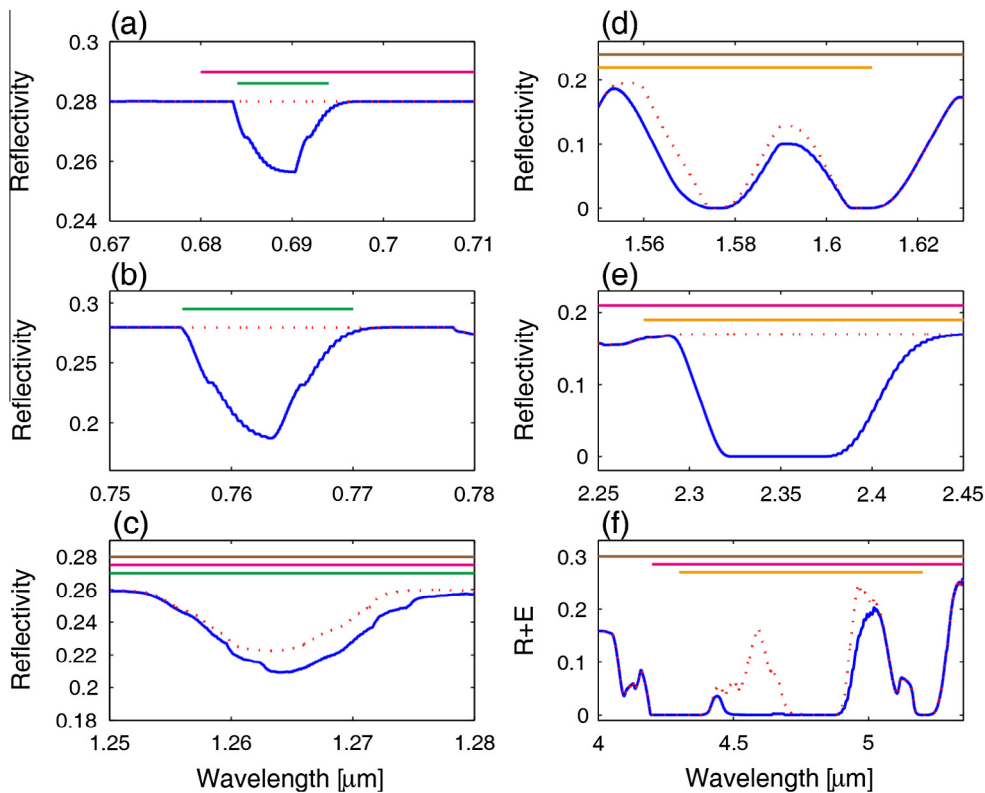 (a)
Reflectivity
0.3
0.28
0.26
0.24
0.67 0.68 0.69 0.7 0.71
(b)
Reflectivity
0.3
0.25
0.2
0.75 0.76 0.77 0.78
(c)
Reflectivity
0.28
0.26
0.24
0.22
0.2
0.18
1.25 1.26 1.27 1.28
Wavelength [μm]
(d)
Reflectivity
0.2
0.1
0
1.56 1.58 1.6 1.62
(e)
Reflectivity
0.2
0.1
0
2.25 2.3 2.35 2.4 2.45
(f)
R+E
0.3
0.2
0.1
0
4 4.5 5
Wavelength [μm]